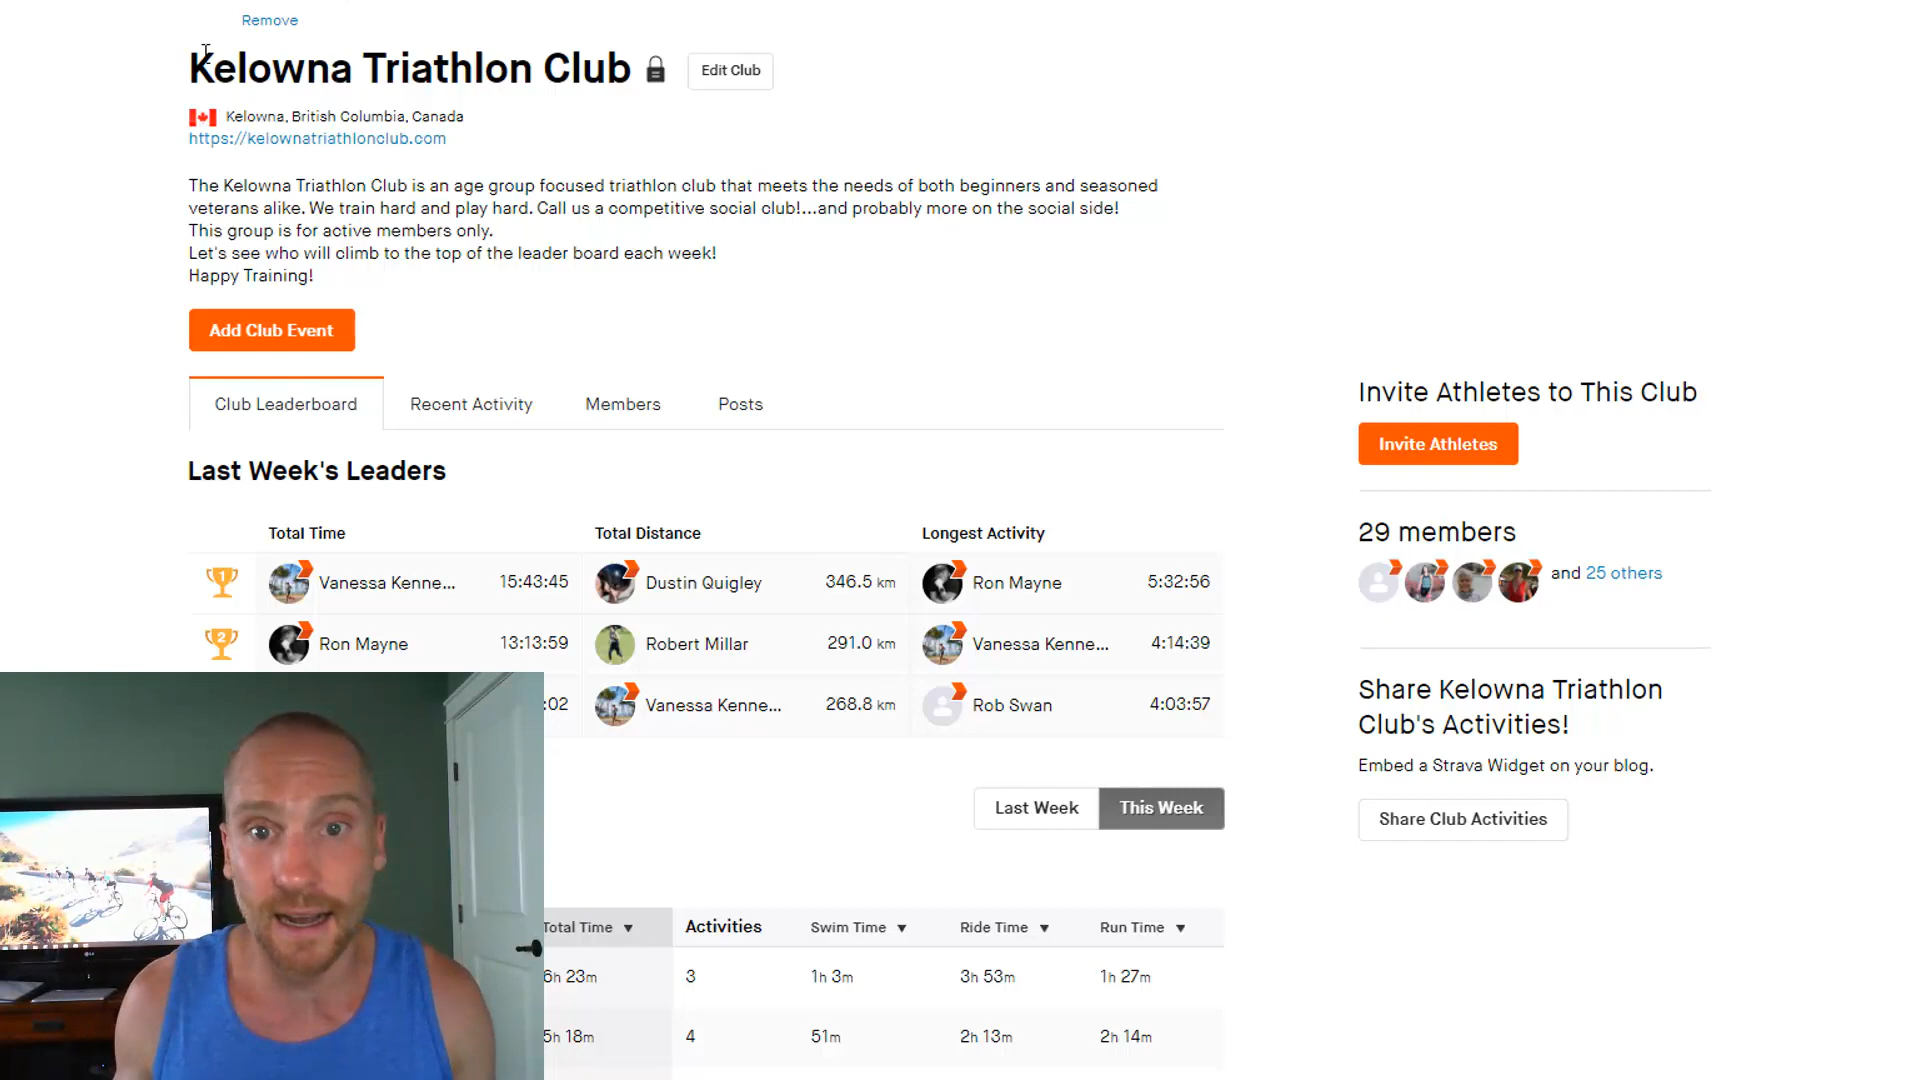 Remove
Kelowna Triathlon Club
Edit Club
Kelowna, British Columbia, Canada
https://kelownatriathlonclub.com
The Kelowna Triathlon Club is an age group focused triathlon club that meets the needs of both beginners and seasoned
veterans alike. We train hard and play hard. Call us a competitive social club!...and probably more on the social side!
This group is for active members only.
Let's see who will climb to the top of the leader board each week!
Happy Training!
Add Club Event
Club Leaderboard Recent Activity Members Posts
Invite Athletes to This Club
Invite Athletes
Last Week's Leaders
Total Time Total Distance Longest Activity
1 Vanessa Kenne... 15:43:45 Dustin Quigley 346.5 km Ron Mayne 5:32:56
2 Ron Mayne 13:13:59 Robert Millar 291.0 km Vanessa Kenne... 4:14:39
:02 Vanessa Kenne... 268.8 km Rob Swan 4:03:57
29 members
and 25 others
Share Kelowna Triathlon
Club's Activities!
Embed a Strava Widget on your blog.
Share Club Activities
Last Week This Week
Total Time Activities Swim Time Ride Time Run Time
6h 23m 3 1h 3m 3h 53m 1h 27m
5h 18m 4 51m 2h 13m 2h 14m